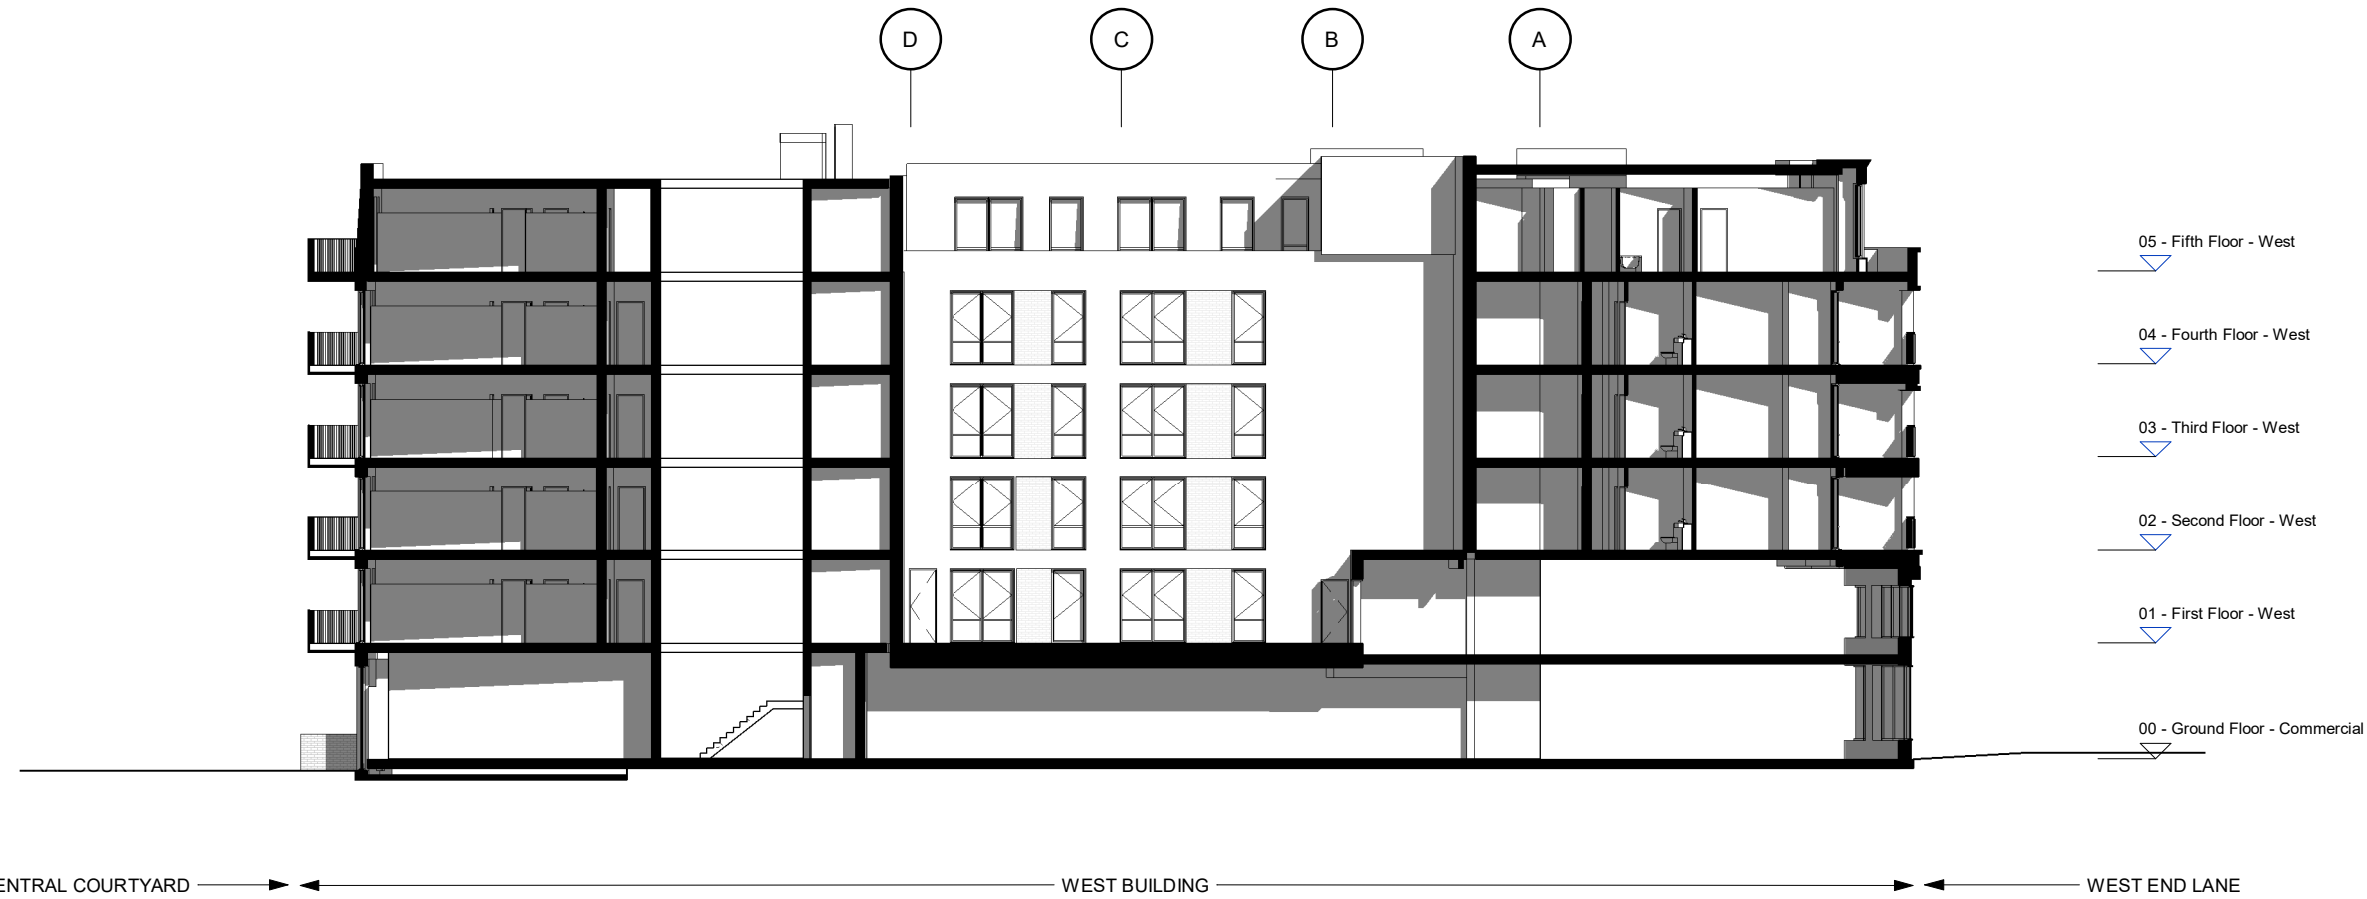 D C B A
05 - Fifth Floor - West
04 - Fourth Floor - West
03 - Third Floor - West
02 - Second Floor - West
01 - First Floor - West
00 - Ground Floor - Commercial
ENTRAL COURTYARD WEST BUILDING WEST END LANE